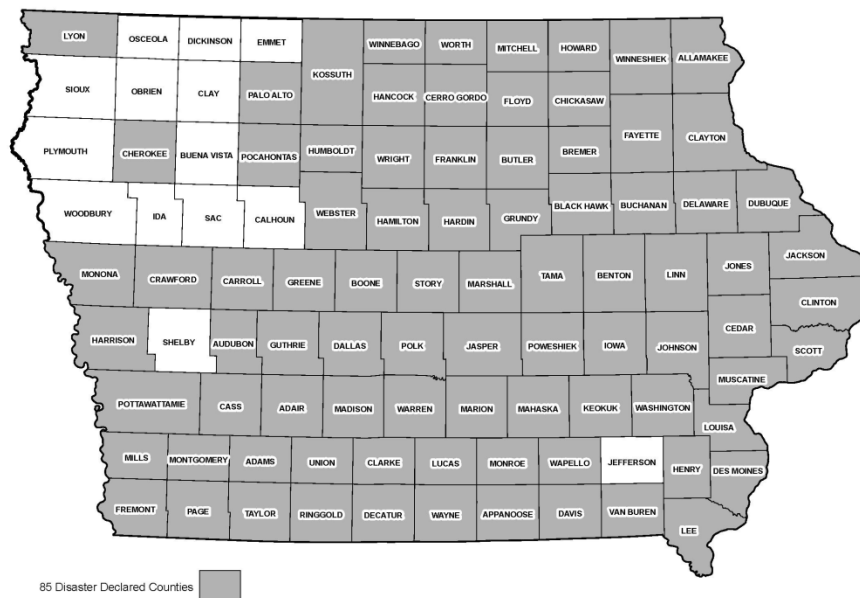 LYON
OSCEOLA
DICKINSON
EMMET
KOSSUTH
WINNEBAGO
WORTH
MITCHELL
HOWARD
WINNESHIEK
ALLAMAKEE
SIOUX
OBRIEN
CLAY
PALO ALTO
HANCOCK
CERRO GORDO
FLOYD
CHICKASAW
FAYETTE
CLAYTON
PLYMOUTH
CHEROKEE
BUENA VISTA
POCAHONTAS
HUMBOLDT
WRIGHT
FRANKLIN
BUTLER
BREMER
WOODBURY
IDA
SAC
CALHOUN
WEBSTER
HAMILTON
HARDIN
GRUNDY
BLACK HAWK
BUCHANAN
DELAWARE
DUBUQUE
MONONA
CRAWFORD
CARROLL
GREENE
BOONE
STORY
MARSHALL
TAMA
BENTON
LINN
JONES
JACKSON
CLINTON
HARRISON
SHELBY
AUDUBON
GUTHRIE
DALLAS
POLK
JASPER
POWESHIEK
IOWA
JOHNSON
CEDAR
SCOTT
MUSCATINE
POTTAWATTAMIE
CASS
ADAIR
MADISON
WARREN
MARION
MAHASKA
KEOKUK
WASHINGTON
LOUISA
MILLS
MONTGOMERY
ADAMS
UNION
CLARKE
LUCAS
MONROE
WAPELLO
JEFFERSON
HENRY
DES MOINES
FREMONT
PAGE
TAYLOR
RINGGOLD
DECATUR
WAYNE
APPANOOSE
DAVIS
VAN BUREN
LEE
85 Disaster Declared Counties